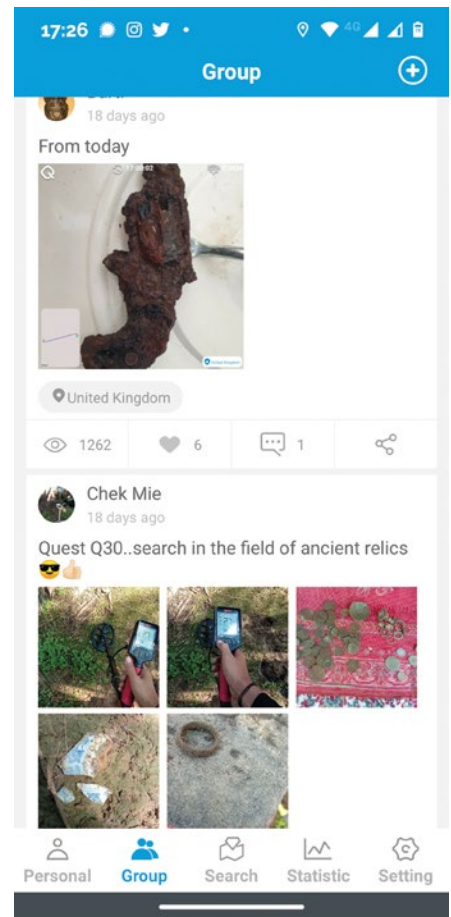 17:26
4G
Group
18 days ago
From today
United Kingdom
1262 6 1
Chek Mie
18 days ago
Quest Q30..search in the field of ancient relics
😎👍🏻
Personal Group Search Statistic Setting